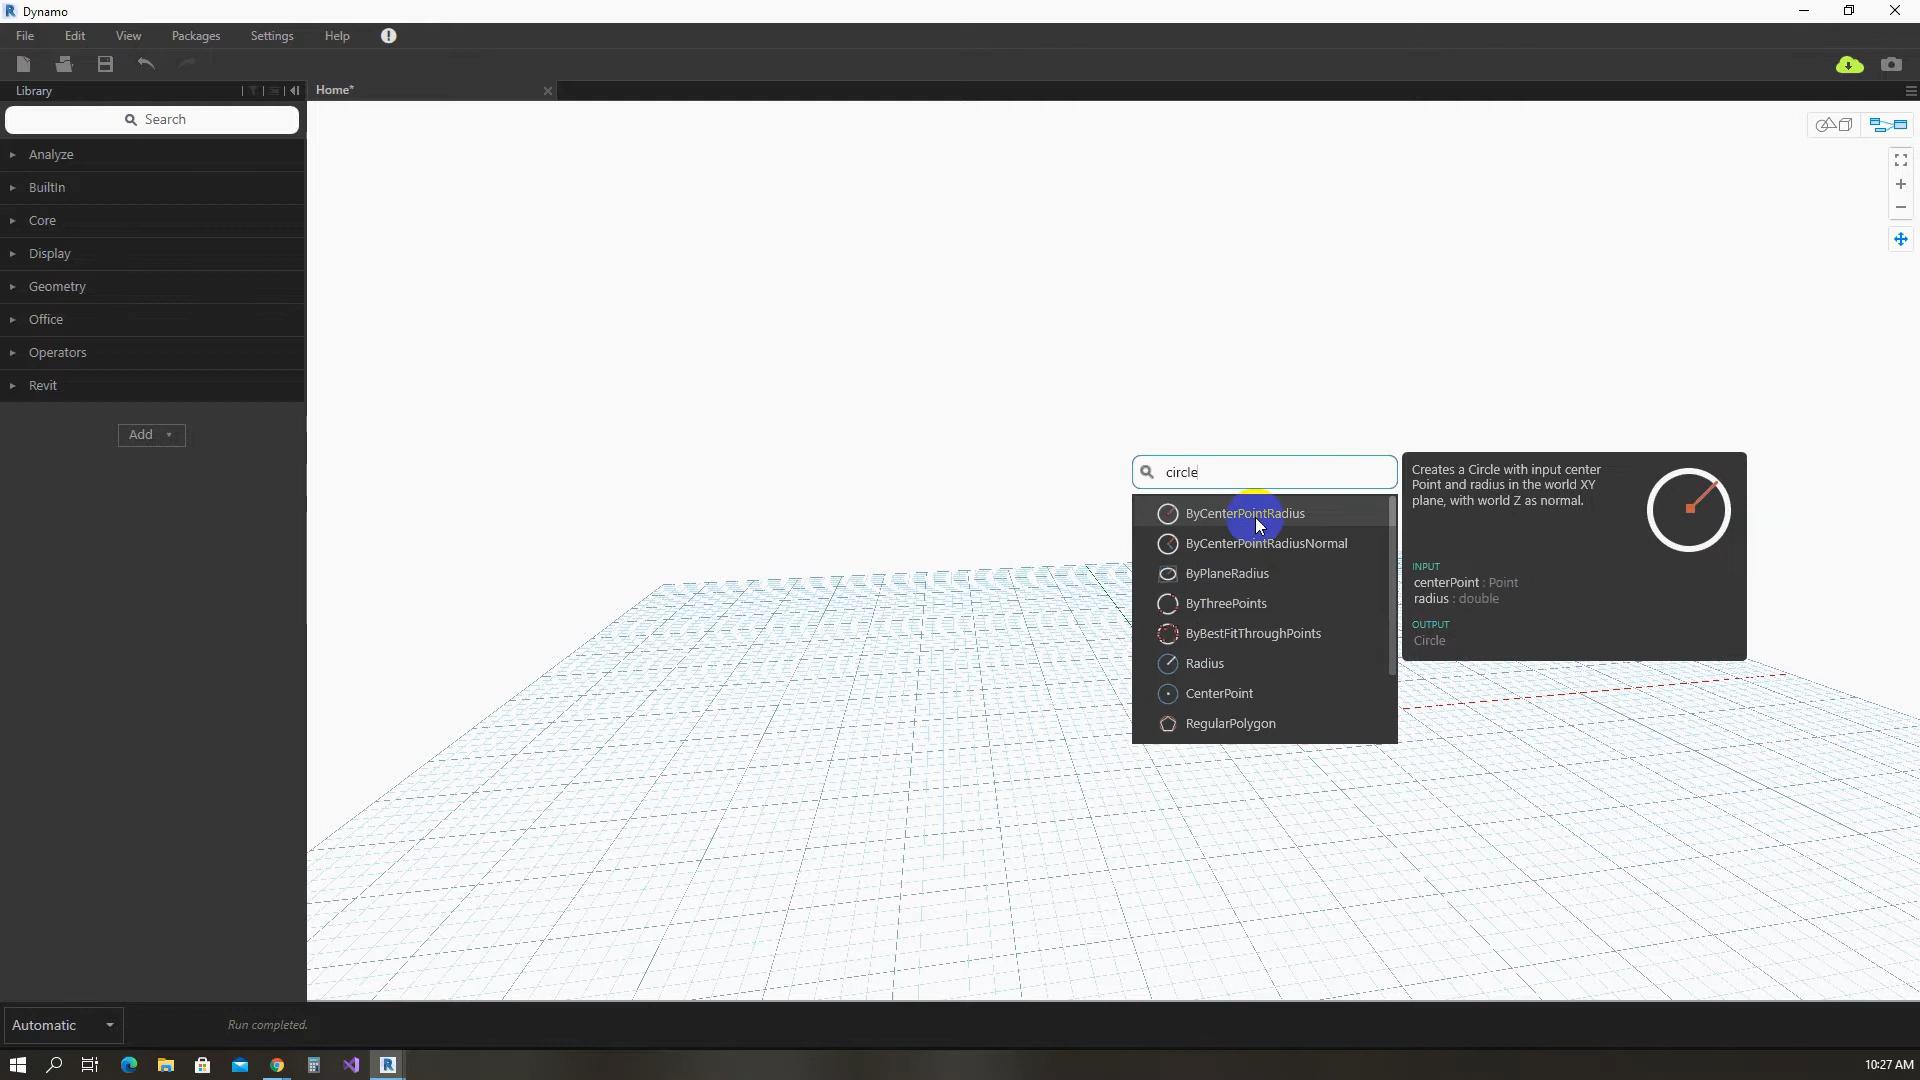 Dynamo
File Edit View Packages Settings Help
Library
Home*
Search
Analyze
BuiltIn
Core
Display
Geometry
Office
Operators
Revit
Add
circle
ByCenterPointRadius
ByCenterPointRadiusNormal
ByPlaneRadius
ByThreePoints
ByBestFitThroughPoints
Radius
CenterPoint
RegularPolygon
Creates a Circle with input center
Point and radius in the world XY
plane, with world Z as normal.
INPUT
centerPoint : Point
radius : double
OUTPUT
Circle
Automatic
Run completed.
10:27 AM